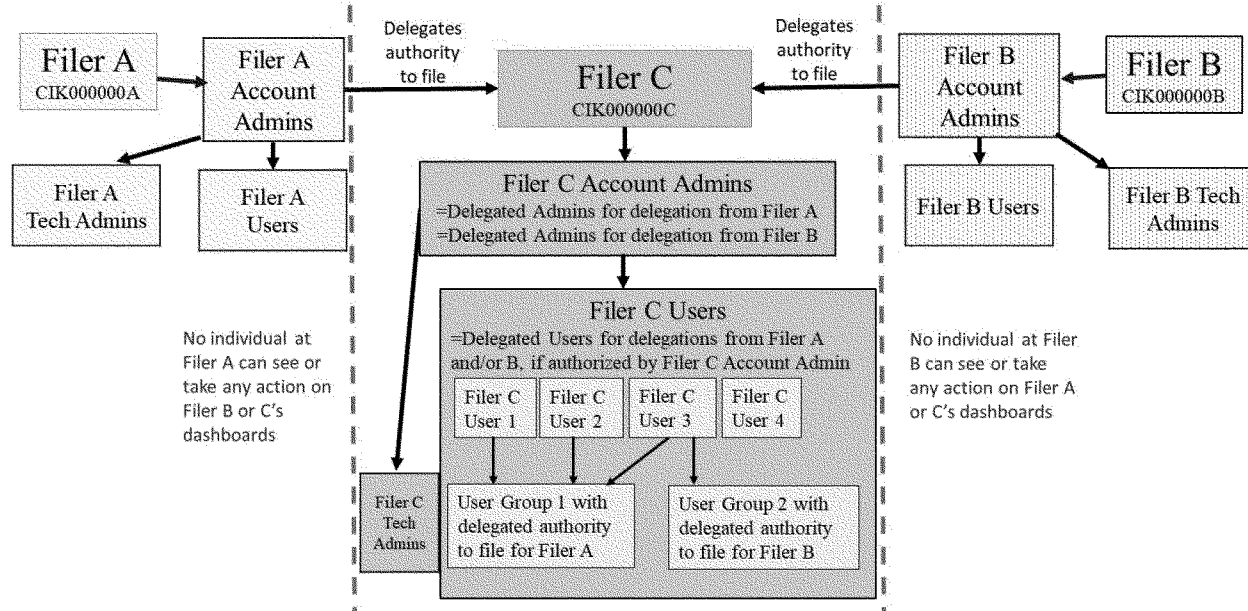 Filer A
CIK000000A
Filer A
Account
Admins
Filer A
Tech Admins
Filer A
Users
No individual at
Filer A can see or
take any action on
Filer B or C's
dashboards
Delegates
authority
to file
Filer C
CIK000000C
Delegates
authority
to file
Filer C Account Admins
=Delegated Admins for delegation from Filer A
=Delegated Admins for delegation from Filer B
Filer C Users
=Delegated Users for delegations from Filer A
and/or B, if authorized by Filer C Account Admin
Filer C
User 1
Filer C
User 2
Filer C
User 3
Filer C
User 4
User Group 1 with
delegated authority
to file for Filer A
User Group 2 with
delegated authority
to file for Filer B
Filer C
Tech
Admins
Filer B
Account
Admins
Filer B
CIK000000B
Filer B Users
Filer B Tech
Admins
No individual at Filer
B can see or take
any action on Filer A
or C's dashboards